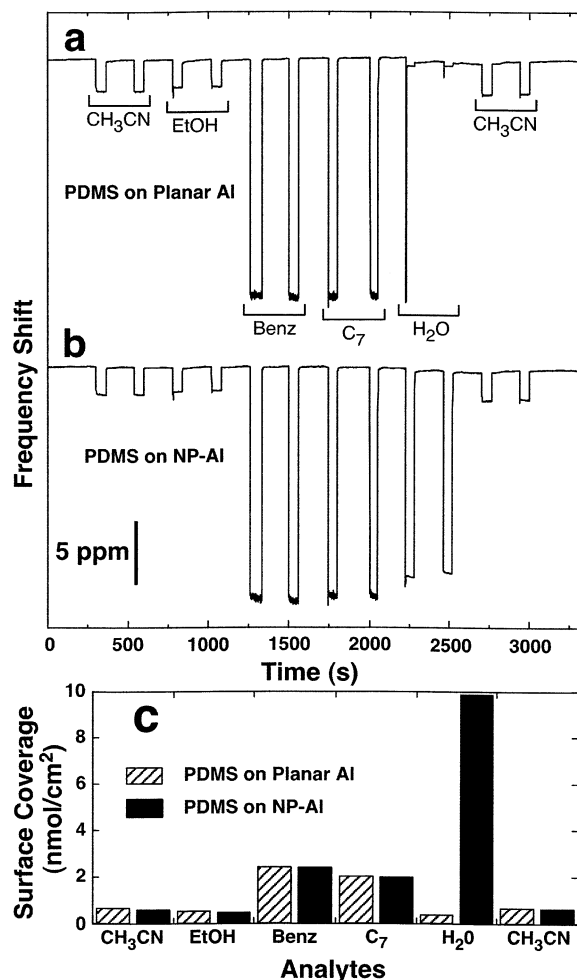 a
CH₃CN
EtOH
CH₃CN
PDMS on Planar Al
Benz
C₇
H₂O
b
PDMS on NP-Al
5 ppm
Frequency Shift
0 500 1000 1500 2000 2500 3000
Time (s)
c
10
8
6
4
2
0
Surface Coverage
(nmol/cm²)
PDMS on Planar Al
PDMS on NP-Al
CH₃CN EtOH Benz C₇ H₂0 CH₃CN
Analytes